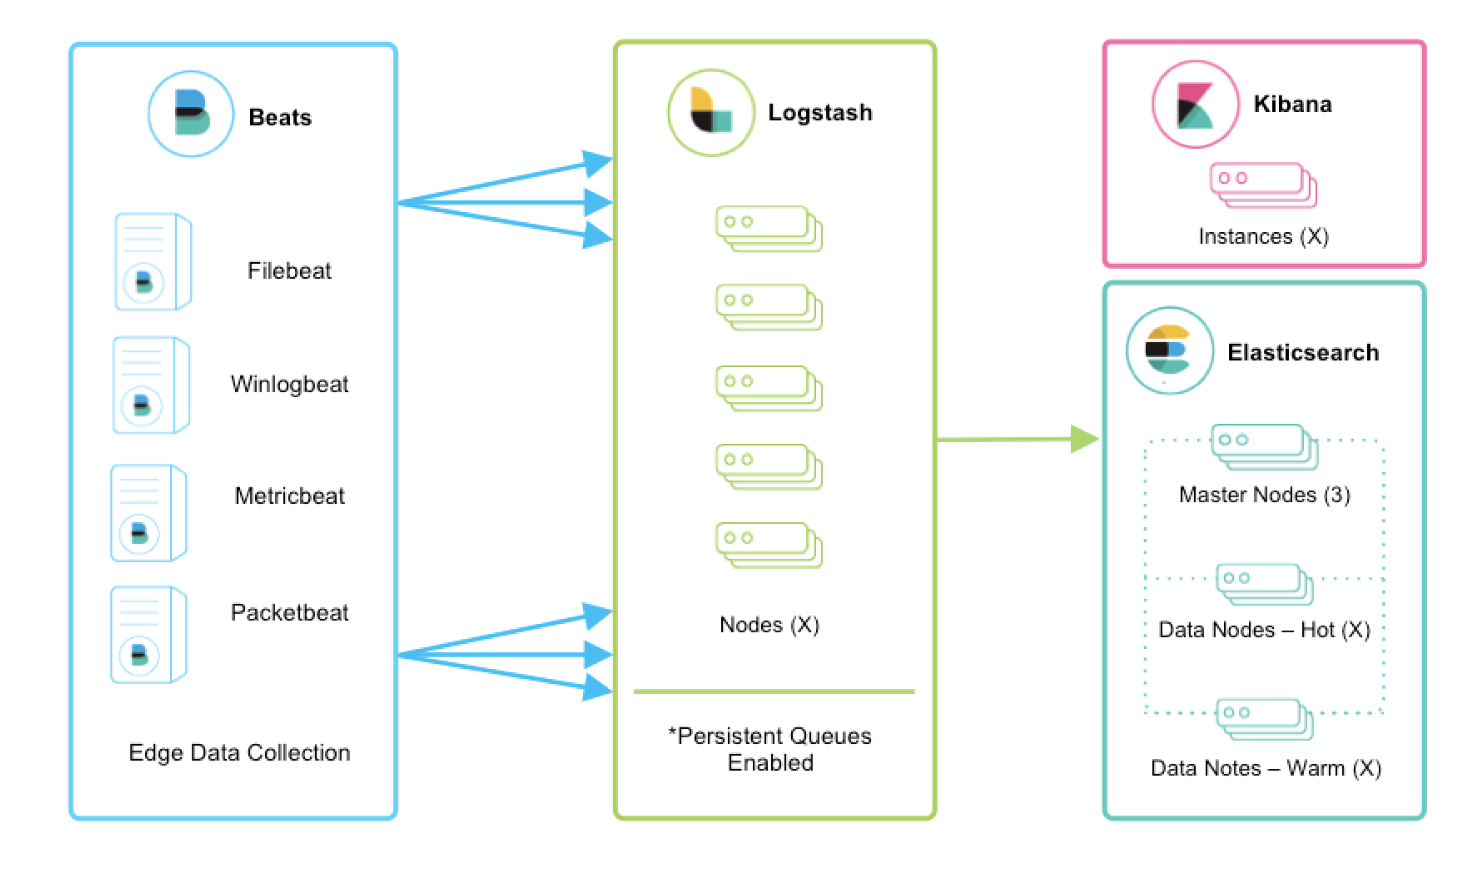 Beats
Filebeat
Winlogbeat
Metricbeat
Packetbeat
Edge Data Collection
Logstash
Nodes (X)
*Persistent Queues
Enabled
Kibana
Instances (X)
Elasticsearch
Master Nodes (3)
Data Nodes – Hot (X)
Data Notes – Warm (X)